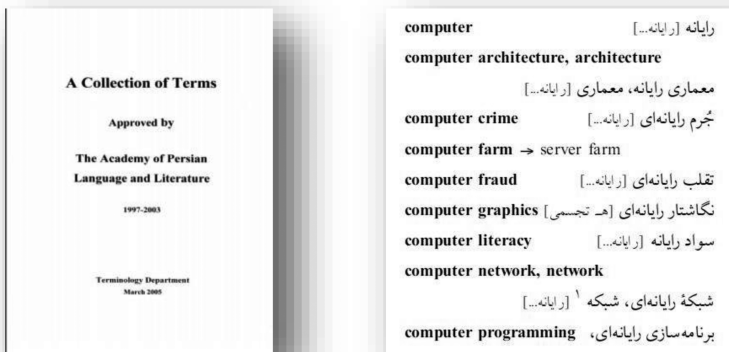 A Collection of Terms
Approved by
The Academy of Persian
Language and Literature
1997-2003
Terminology Department
March 2005
computer رایانه [رایانه...]
computer architecture, architecture
معماری رایانه، معماری [رایانه...]
computer crime جُرم رایانه‌ای [رایانه...]
computer farm → server farm
computer fraud تقلب رایانه‌ای [رایانه...]
computer graphics نگاشتار رایانه‌ای [هـ تجسمی]
computer literacy سواد رایانه [رایانه...]
computer network, network
شبکهٔ رایانه‌ای، شبکه ۱ [رایانه...]
computer programming برنامه‌سازی رایانه‌ای،